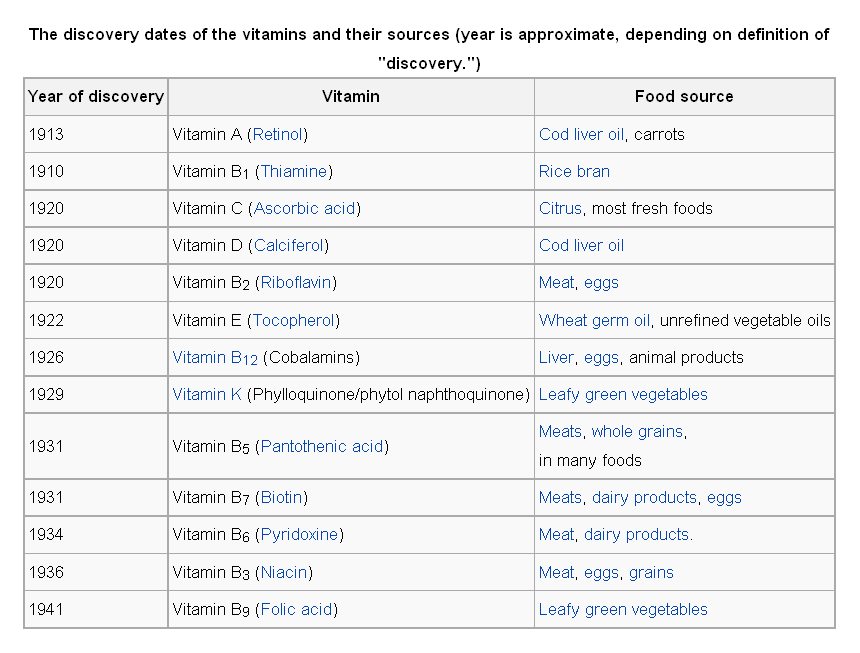 The discovery dates of the vitamins and their sources (year is approximate, depending on definition of
"discovery.")
Year of discovery Vitamin Food source
1913 Vitamin A (Retinol) Cod liver oil, carrots
1910 Vitamin B1 (Thiamine) Rice bran
1920 Vitamin C (Ascorbic acid) Citrus, most fresh foods
1920 Vitamin D (Calciferol) Cod liver oil
1920 Vitamin B2 (Riboflavin) Meat, eggs
1922 Vitamin E (Tocopherol) Wheat germ oil, unrefined vegetable oils
1926 Vitamin B12 (Cobalamins) Liver, eggs, animal products
1929 Vitamin K (Phylloquinone/phytol naphthoquinone) Leafy green vegetables
1931 Vitamin B5 (Pantothenic acid) Meats, whole grains,
in many foods
1931 Vitamin B7 (Biotin) Meats, dairy products, eggs
1934 Vitamin B6 (Pyridoxine) Meat, dairy products.
1936 Vitamin B3 (Niacin) Meat, eggs, grains
1941 Vitamin B9 (Folic acid) Leafy green vegetables